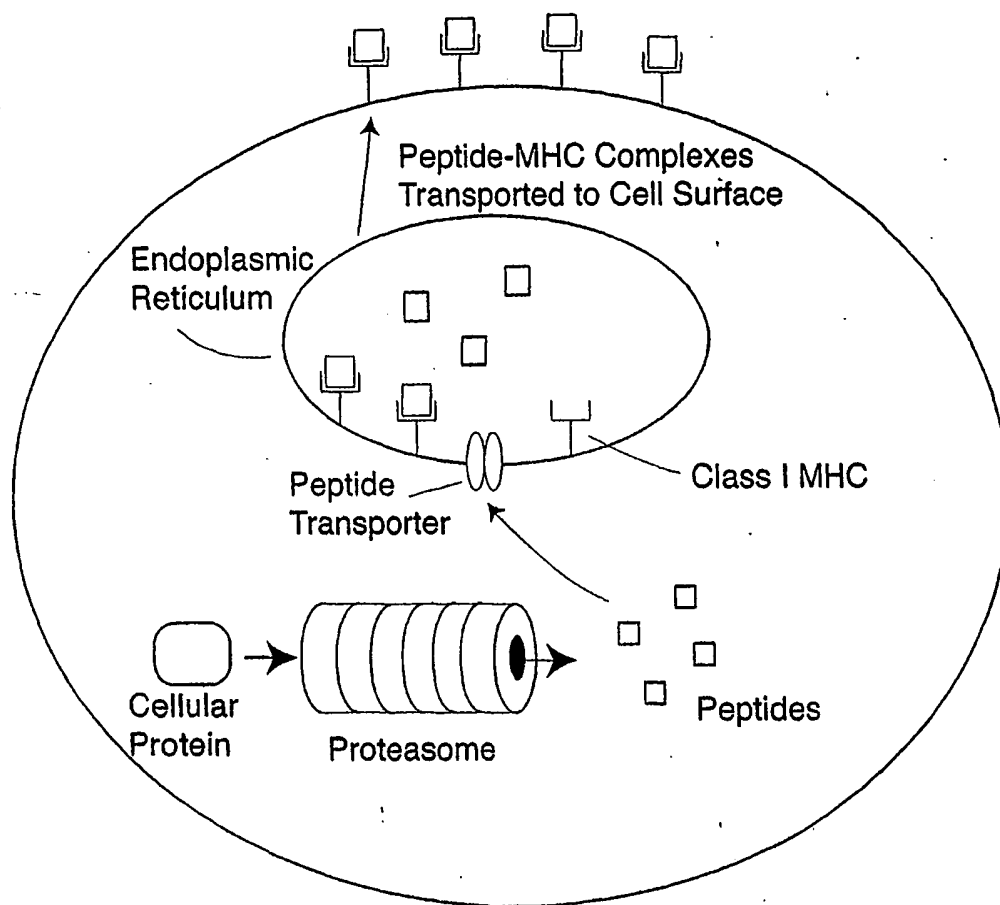 Peptide-MHC Complexes
Transported to Cell Surface
Endoplasmic
Reticulum
Class I MHC
Peptide
Transporter
Cellular
Protein
Proteasome
Peptides